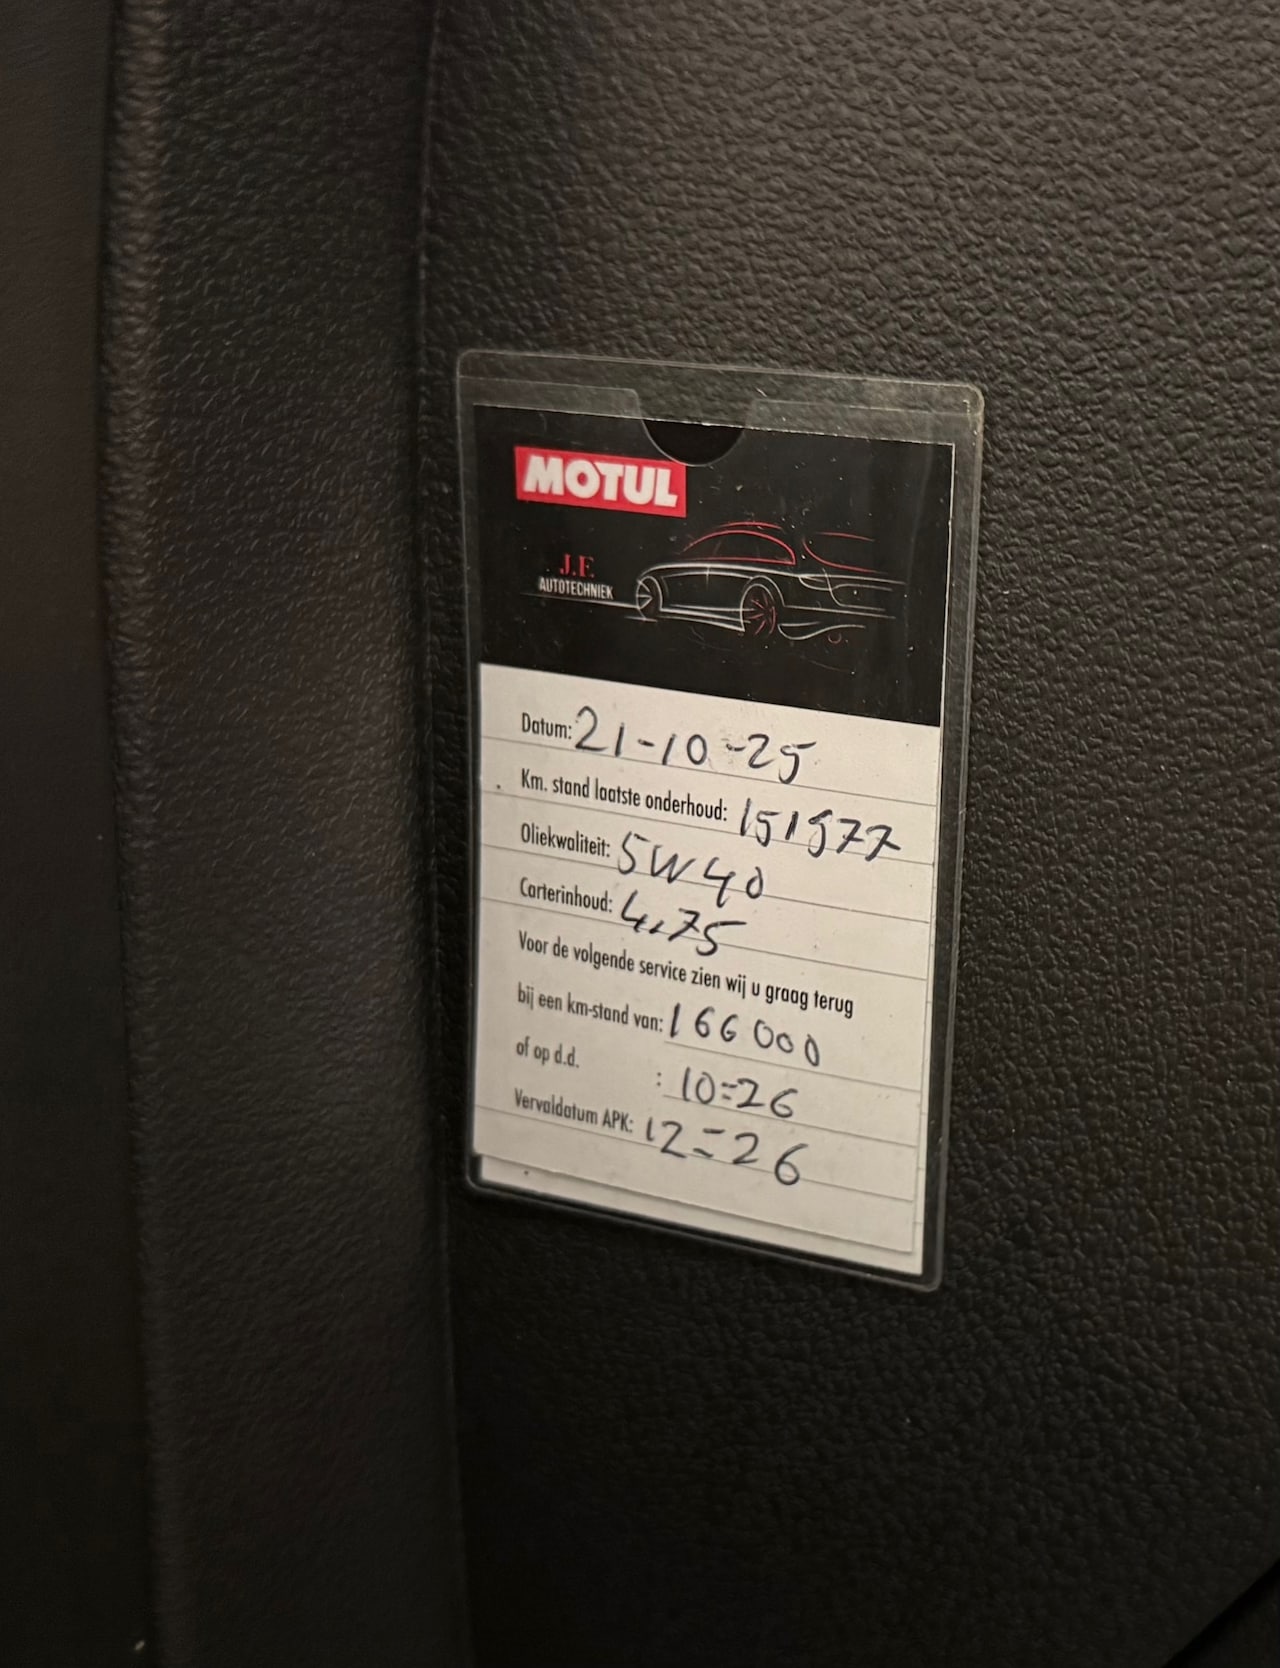 MOTUL
J.F.
AUTOTECHNIEK
Datum: 21-10-25
Km. stand laatste onderhoud: 151577
Oliekwaliteit: 5W40
Carterinhoud: 4,75
Voor de volgende service zien wij u graag terug
bij een km-stand van: 166000
of op d.d. : 10=26
Vervaldatum APK: 12=26